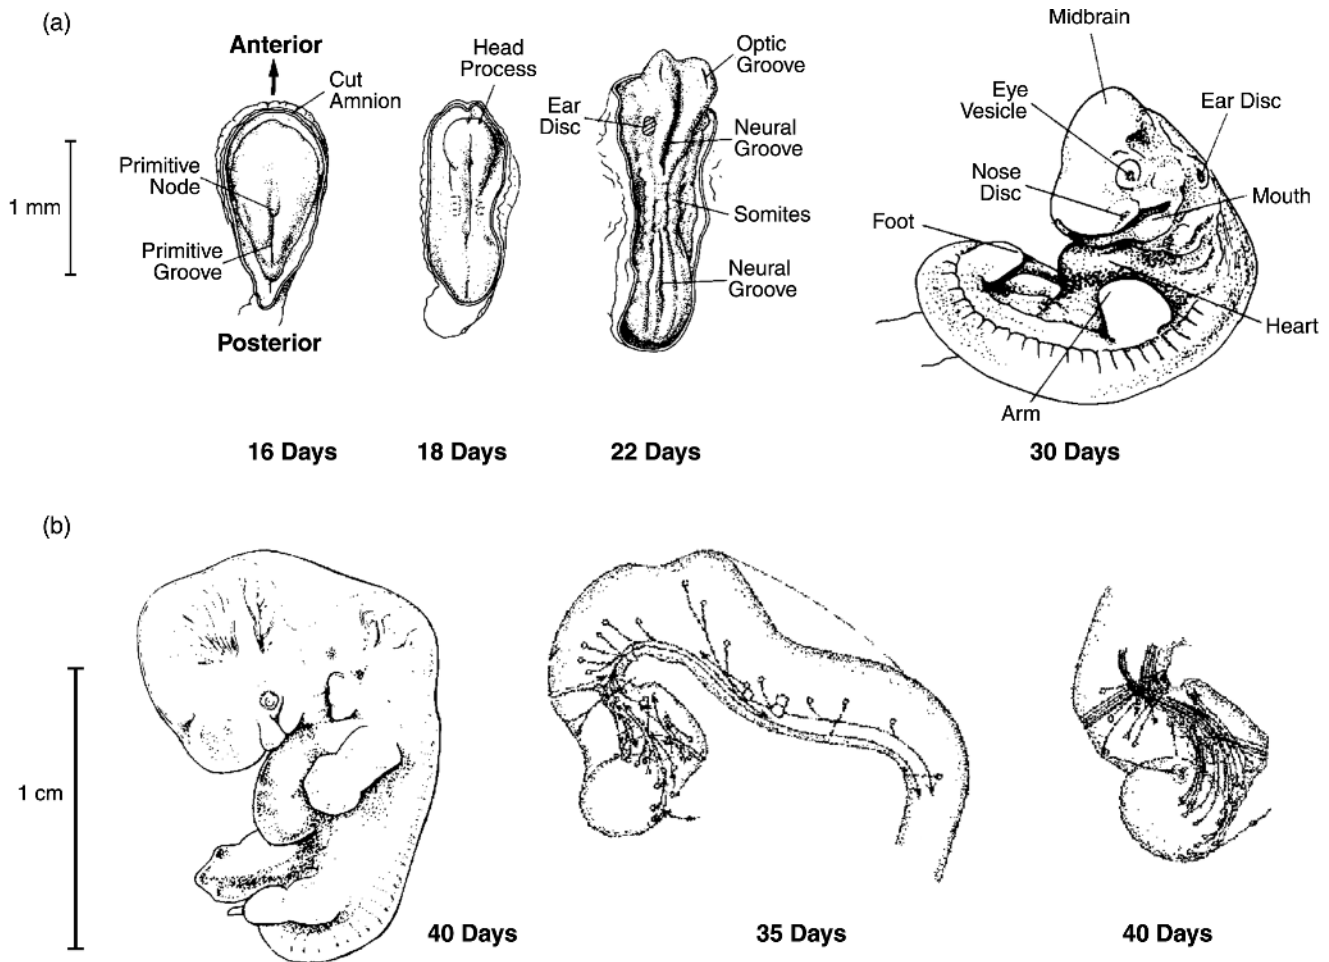 (a)
Anterior
Cut
Amnion
Primitive
Node
Primitive
Groove
Posterior
1 mm
16 Days
Head
Process
18 Days
Optic
Groove
Ear
Disc
Neural
Groove
Somites
Neural
Groove
22 Days
Midbrain
Eye
Vesicle
Ear Disc
Nose
Disc
Mouth
Foot
Heart
Arm
30 Days
(b)
1 cm
40 Days
35 Days
40 Days